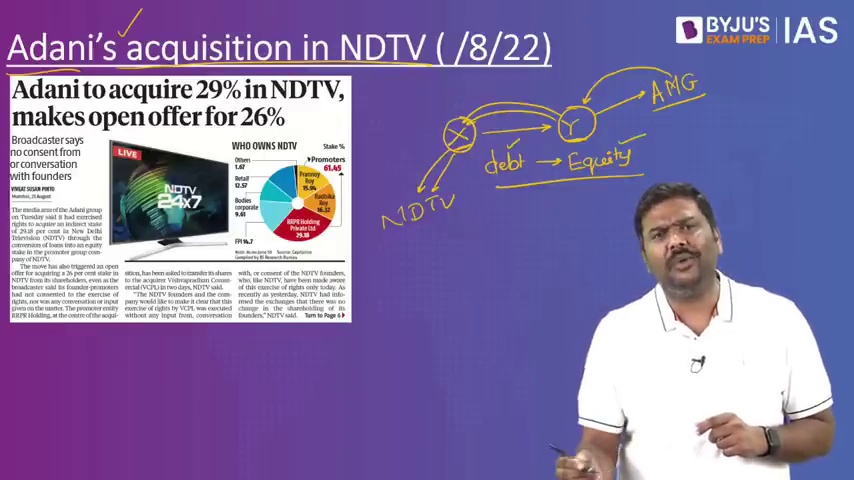 Adani's acquisition in NDTV ( /8/22)
BYJU'S
EXAM PREP
IAS
Adani to acquire 29% in NDTV,
makes open offer for 26%
Broadcaster says
no consent from
or conversation
with founders
VIVEAT SUSAN PINTO
Mumbai, 23 August
The media arm of the Adani group
on Tuesday said it had exercised
rights to acquire an indirect stake
of 29.18 per cent in New Delhi
Television (NDTV) through the
conversion of loans into an equity
stake in the promoter group com-
pany of NDTV.
The move has also triggered an open
offer for acquiring a 26 per cent stake in
NDTV from its shareholders, even as the
broadcaster said its founder-promoters
had not consented to the exercise of
rights, nor was any conversation or input
given on the matter. The promoter entity
RRPR Holding, at the centre of the acqui-
LIVE
NDTV
24x7
WHO OWNS NDTV
Stake %
Others
1.67
Retail
12.57
Bodies
corporate
9.61
FPI 14.7
Promoters
61.45
Prannoy
Roy
15.94
Radhika
Roy
16.32
RRPR Holding
Private Ltd
29.18
Compiled by BS Research Bureau
sition, has been asked to transfer its shares
to the acquirer Vishvapradhan Commer-
cial (VCPL) in two days, NDTV said.
"The NDTV founders and the com-
pany would like to make it clear that this
exercise of rights by VCPL was executed
without any input from, conversation
with, or consent of the NDTV founders,
who, like NDTV, have been made aware
of this exercise of rights only today. As
recently as yesterday, NDTV had infor-
med the exchanges that there was no
change in the shareholding of its
founders," NDTV said.
Turn to Page 6
X
Y
AMG
debt → Equity
NDTV